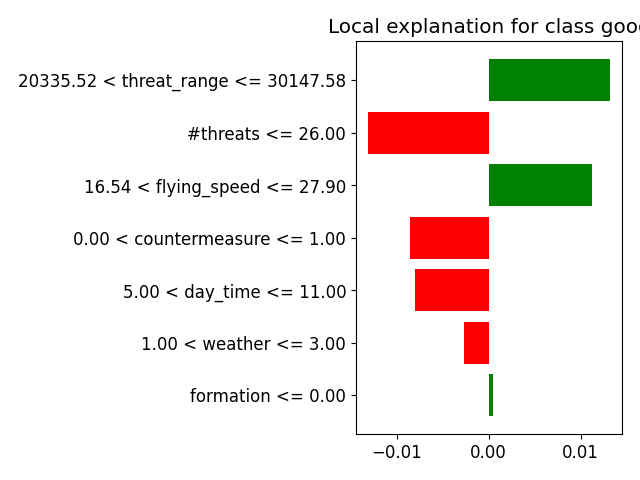 Local explanation for class goo
20335.52 < threat_range <= 30147.58
#threats <= 26.00
16.54 < flying_speed <= 27.90
0.00 < countermeasure <= 1.00
5.00 < day_time <= 11.00
1.00 < weather <= 3.00
formation <= 0.00
−0.01 0.00 0.01